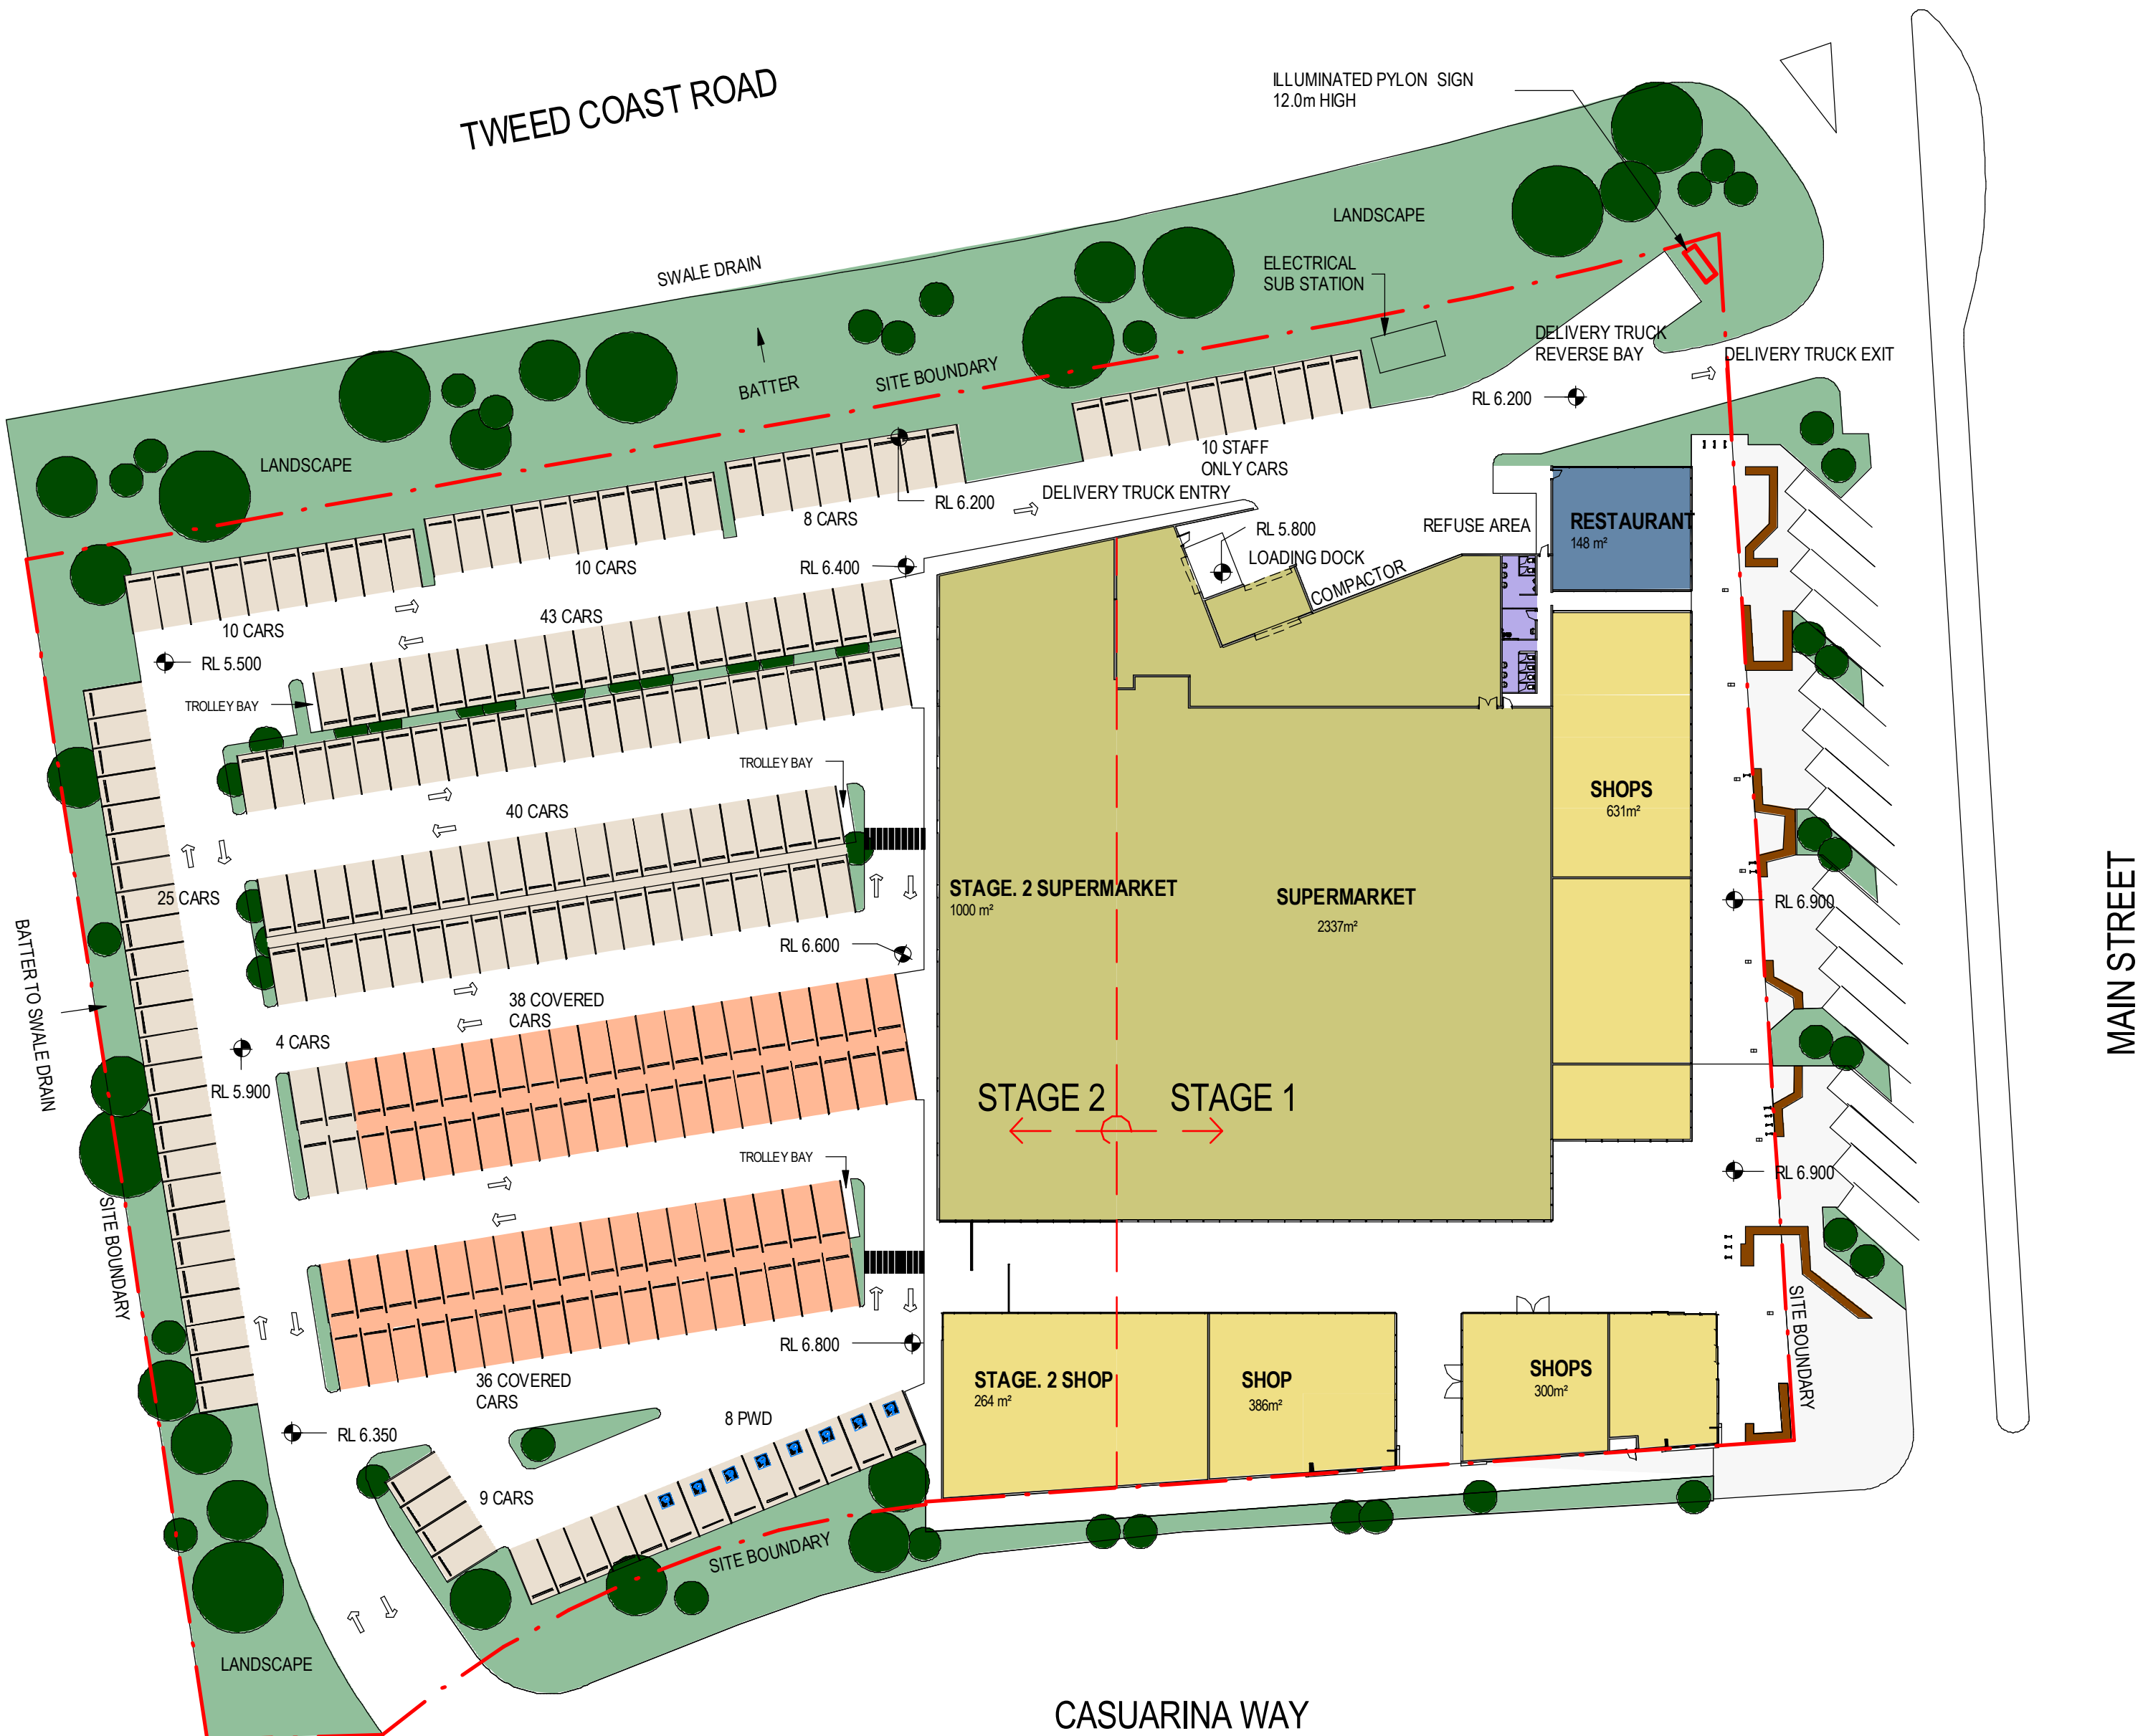 TWEED COAST ROAD
ILLUMINATED PYLON SIGN
12.0m HIGH
LANDSCAPE
SWALE DRAIN
ELECTRICAL
SUB STATION
DELIVERY TRUCK
REVERSE BAY
DELIVERY TRUCK EXIT
BATTER
SITE BOUNDARY
RL 6.200
LANDSCAPE
10 STAFF
ONLY CARS
RL 6.200
DELIVERY TRUCK ENTRY
8 CARS
RL 5.800
REFUSE AREA
RESTAURANT
148 m²
LOADING DOCK
COMPACTOR
10 CARS
RL 6.400
10 CARS
43 CARS
RL 5.500
TROLLEY BAY
TROLLEY BAY
SHOPS
631m²
40 CARS
25 CARS
STAGE. 2 SUPERMARKET
1000 m²
SUPERMARKET
2337m²
RL 6.900
MAIN STREET
BATTER TO SWALE DRAIN
RL 6.600
38 COVERED
CARS
4 CARS
RL 5.900
STAGE 2
STAGE 1
TROLLEY BAY
RL 6.900
SITE BOUNDARY
RL 6.800
SITE BOUNDARY
36 COVERED
CARS
STAGE. 2 SHOP
264 m²
SHOP
386m²
SHOPS
300m²
8 PWD
RL 6.350
9 CARS
SITE BOUNDARY
LANDSCAPE
CASUARINA WAY